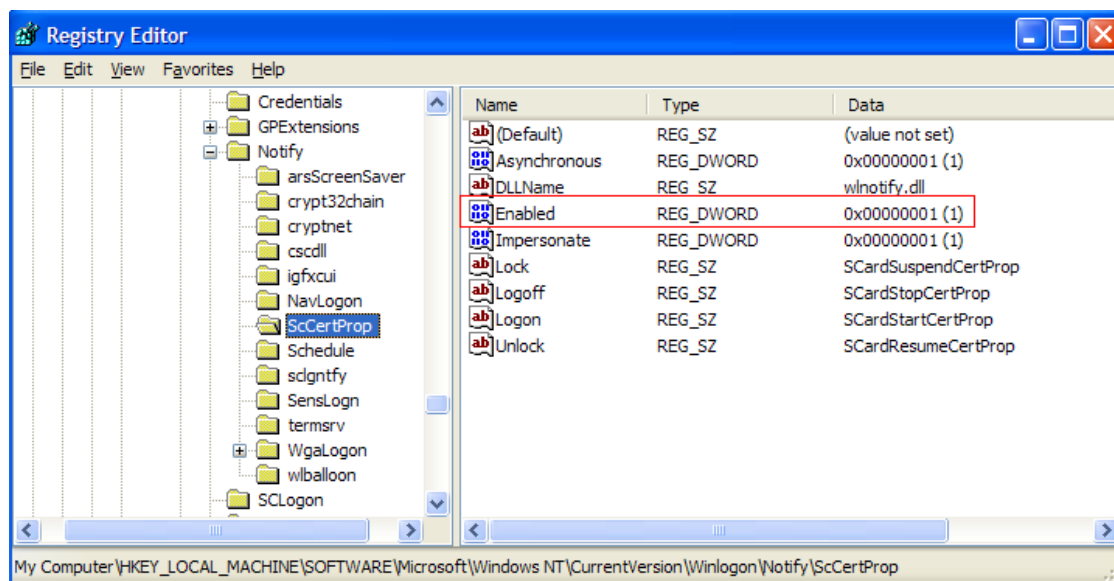 Registry Editor
File Edit View Favorites Help
Credentials
GPExtensions
Notify
arsScreenSaver
crypt32chain
cryptnet
cscdll
igfxcui
NavLogon
ScCertProp
Schedule
sclgntfy
SensLogn
termsrv
WgaLogon
wlballoon
SCLogon
Name Type Data
(Default) REG_SZ (value not set)
Asynchronous REG_DWORD 0x00000001 (1)
DLLName REG_SZ wlnotify.dll
Enabled REG_DWORD 0x00000001 (1)
Impersonate REG_DWORD 0x00000001 (1)
Lock REG_SZ SCardSuspendCertProp
Logoff REG_SZ SCardStopCertProp
Logon REG_SZ SCardStartCertProp
Unlock REG_SZ SCardResumeCertProp
My Computer\HKEY_LOCAL_MACHINE\SOFTWARE\Microsoft\Windows NT\CurrentVersion\Winlogon\Notify\ScCertProp